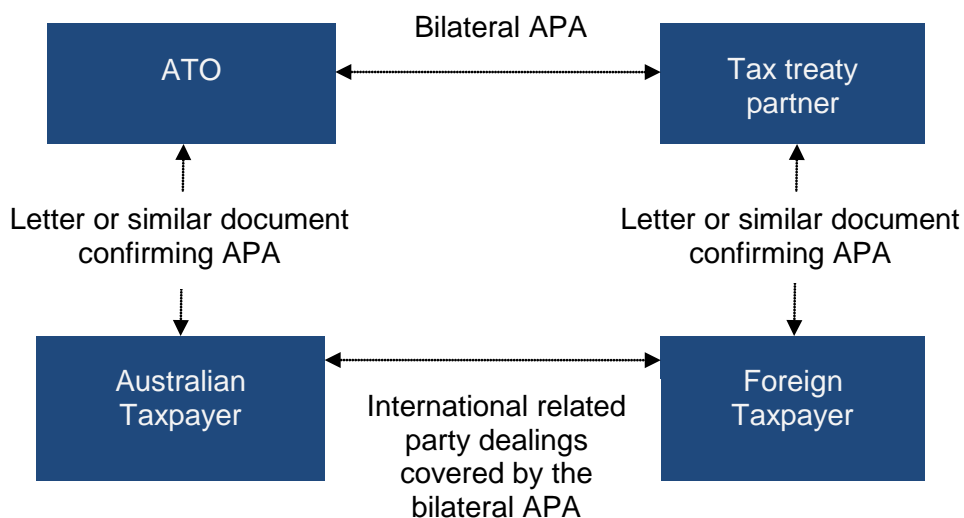 Bilateral APA
ATO
Tax treaty
partner
Letter or similar document
confirming APA
Letter or similar document
confirming APA
Australian
Taxpayer
International related
party dealings
covered by the
bilateral APA
Foreign
Taxpayer